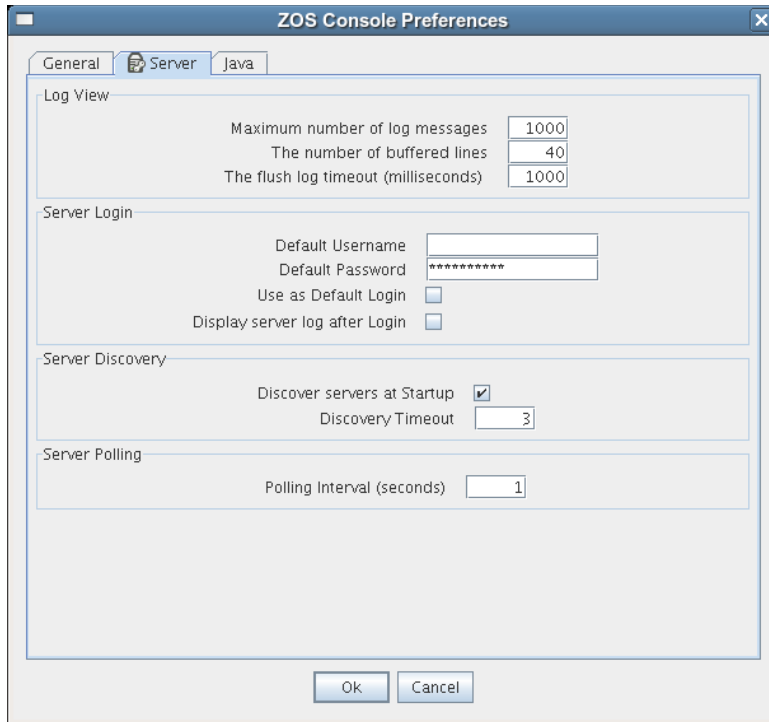 ZOS Console Preferences
General Server Java
Log View
Maximum number of log messages 1000
The number of buffered lines 40
The flush log timeout (milliseconds) 1000
Server Login
Default Username
Default Password **********
Use as Default Login
Display server log after Login
Server Discovery
Discover servers at Startup
Discovery Timeout 3
Server Polling
Polling Interval (seconds) 1
Ok Cancel